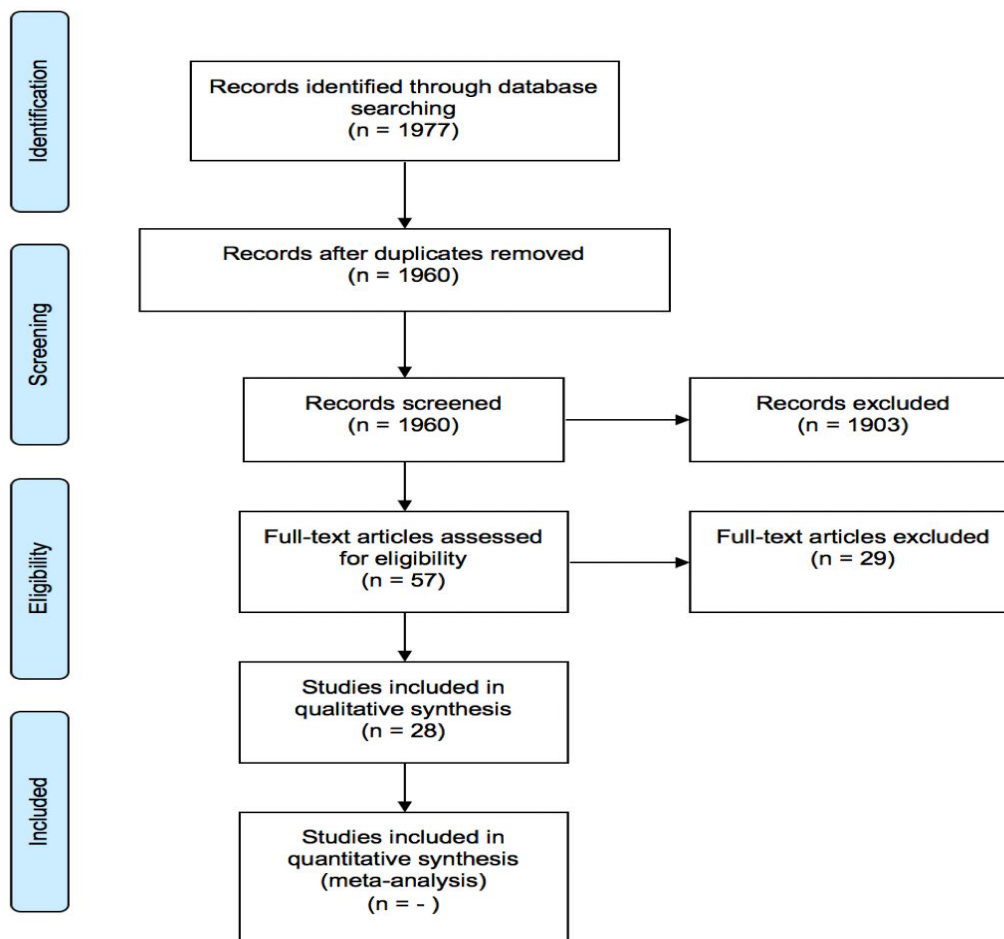 Identification
Records identified through database
searching
(n = 1977)
Records after duplicates removed
(n = 1960)
Screening
Records screened
(n = 1960)
Records excluded
(n = 1903)
Eligibility
Full-text articles assessed
for eligibility
(n = 57)
Full-text articles excluded
(n = 29)
Studies included in
qualitative synthesis
(n = 28)
Included
Studies included in
quantitative synthesis
(meta-analysis)
(n = - )